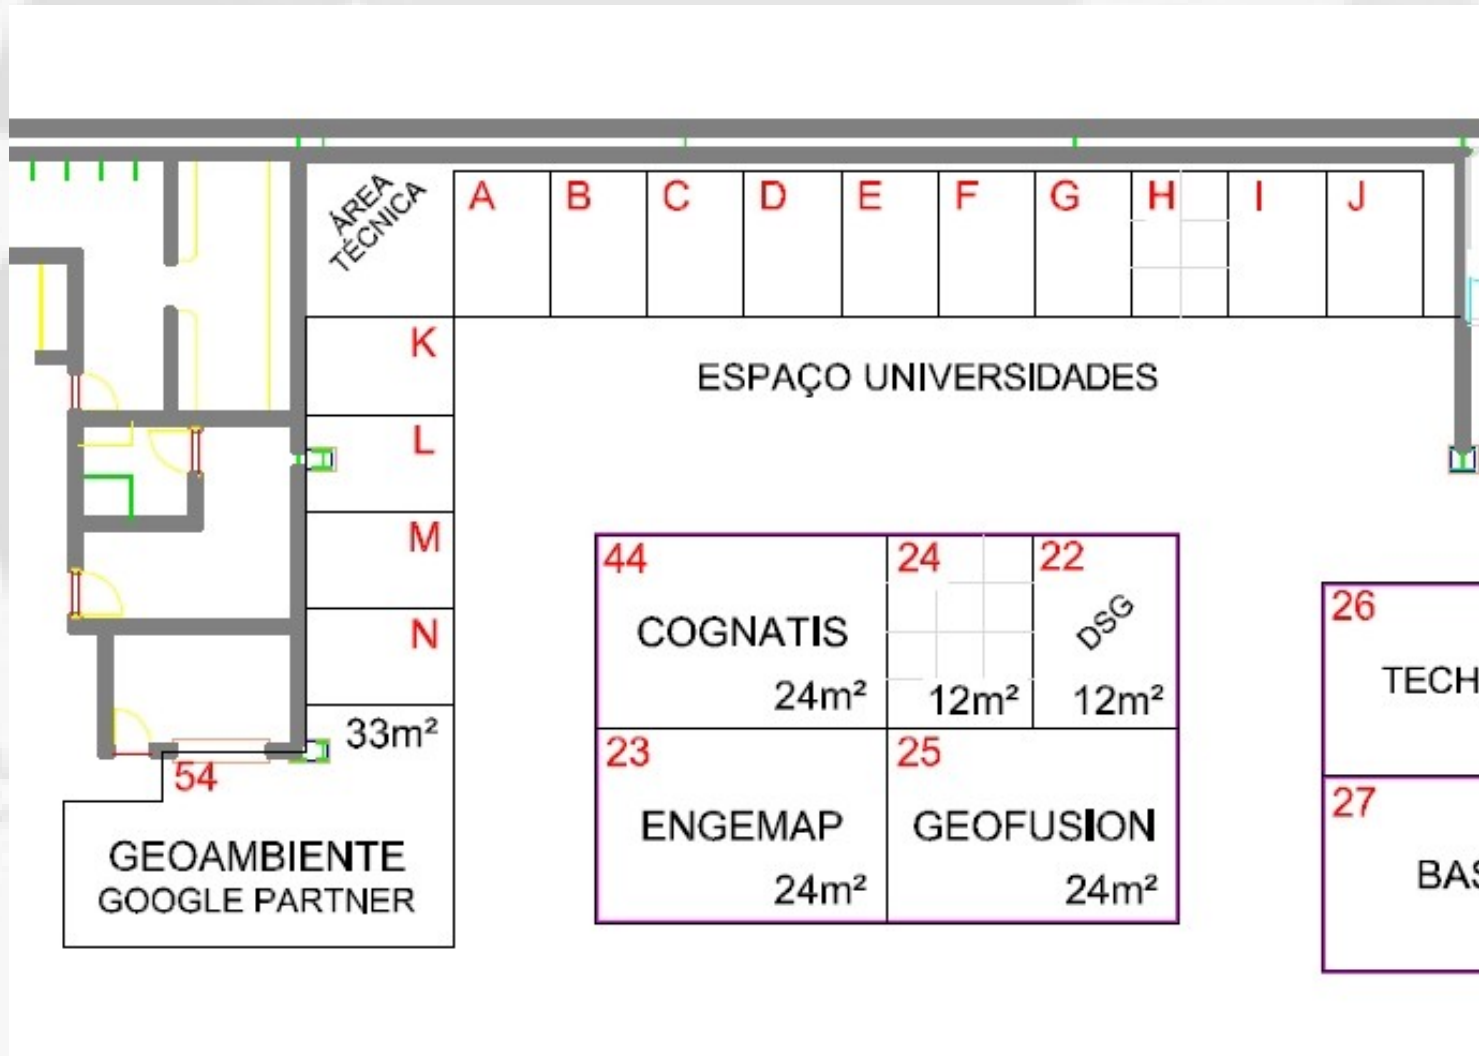 ÁREA
TÉCNICA
A B C D E F G H I J
K
ESPAÇO UNIVERSIDADES
L
M
N
44
COGNATIS
24m²
24
12m²
22
DSG
12m²
26
TECH
33m²
54
GEOAMBIENTE
GOOGLE PARTNER
23
ENGEMAP
24m²
25
GEOFUSION
24m²
27
BAS